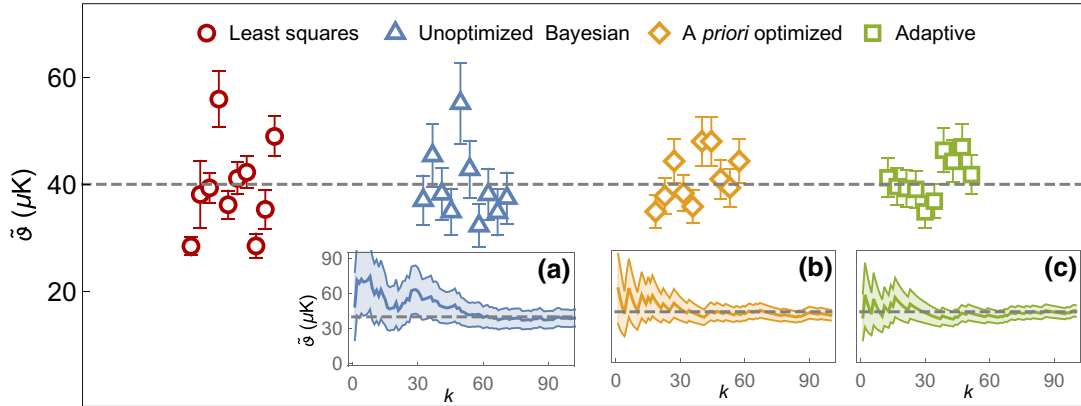 Least squares Unoptimized Bayesian A priori optimized Adaptive
60
40
20
ϑ̃ (μK)
(a) (b) (c)
90
60
30
0
ϑ̃ (μK)
0 30 60 90 0 30 60 90 0 30 60 90
k k k